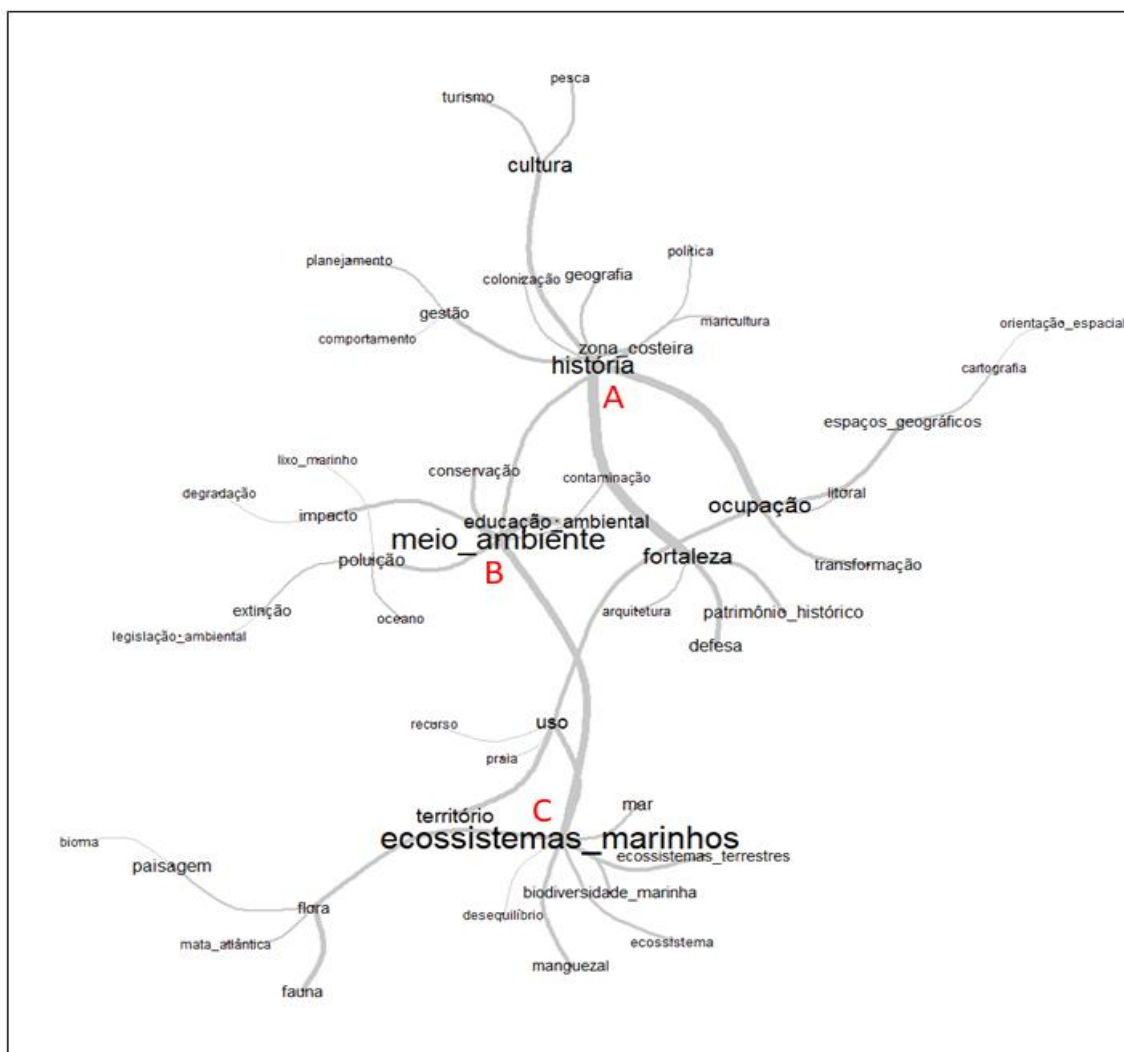 pesca
turismo
cultura
política
planejamento
colonização
geografia
gestão
maricultura
orientação_espacial
comportamento
zona_costeira
história
cartografia
A
espaços_geográficos
lixo_marinho
conservação
contaminação
degradação
litoral
impacto
educação_ambiental
ocupação
meio_ambiente
fortaleza
poluição
B
transformação
extinção
oceano
arquitetura
patrimônio_histórico
legislação_ambiental
defesa
recurso
uso
praia
território
C
mar
ecossistemas_marinhos
bioma
paisagem
ecossistemas_terrestres
biodiversidade_marinha
flora
desequilíbrio
mata_atlântica
ecossistema
manguezal
fauna